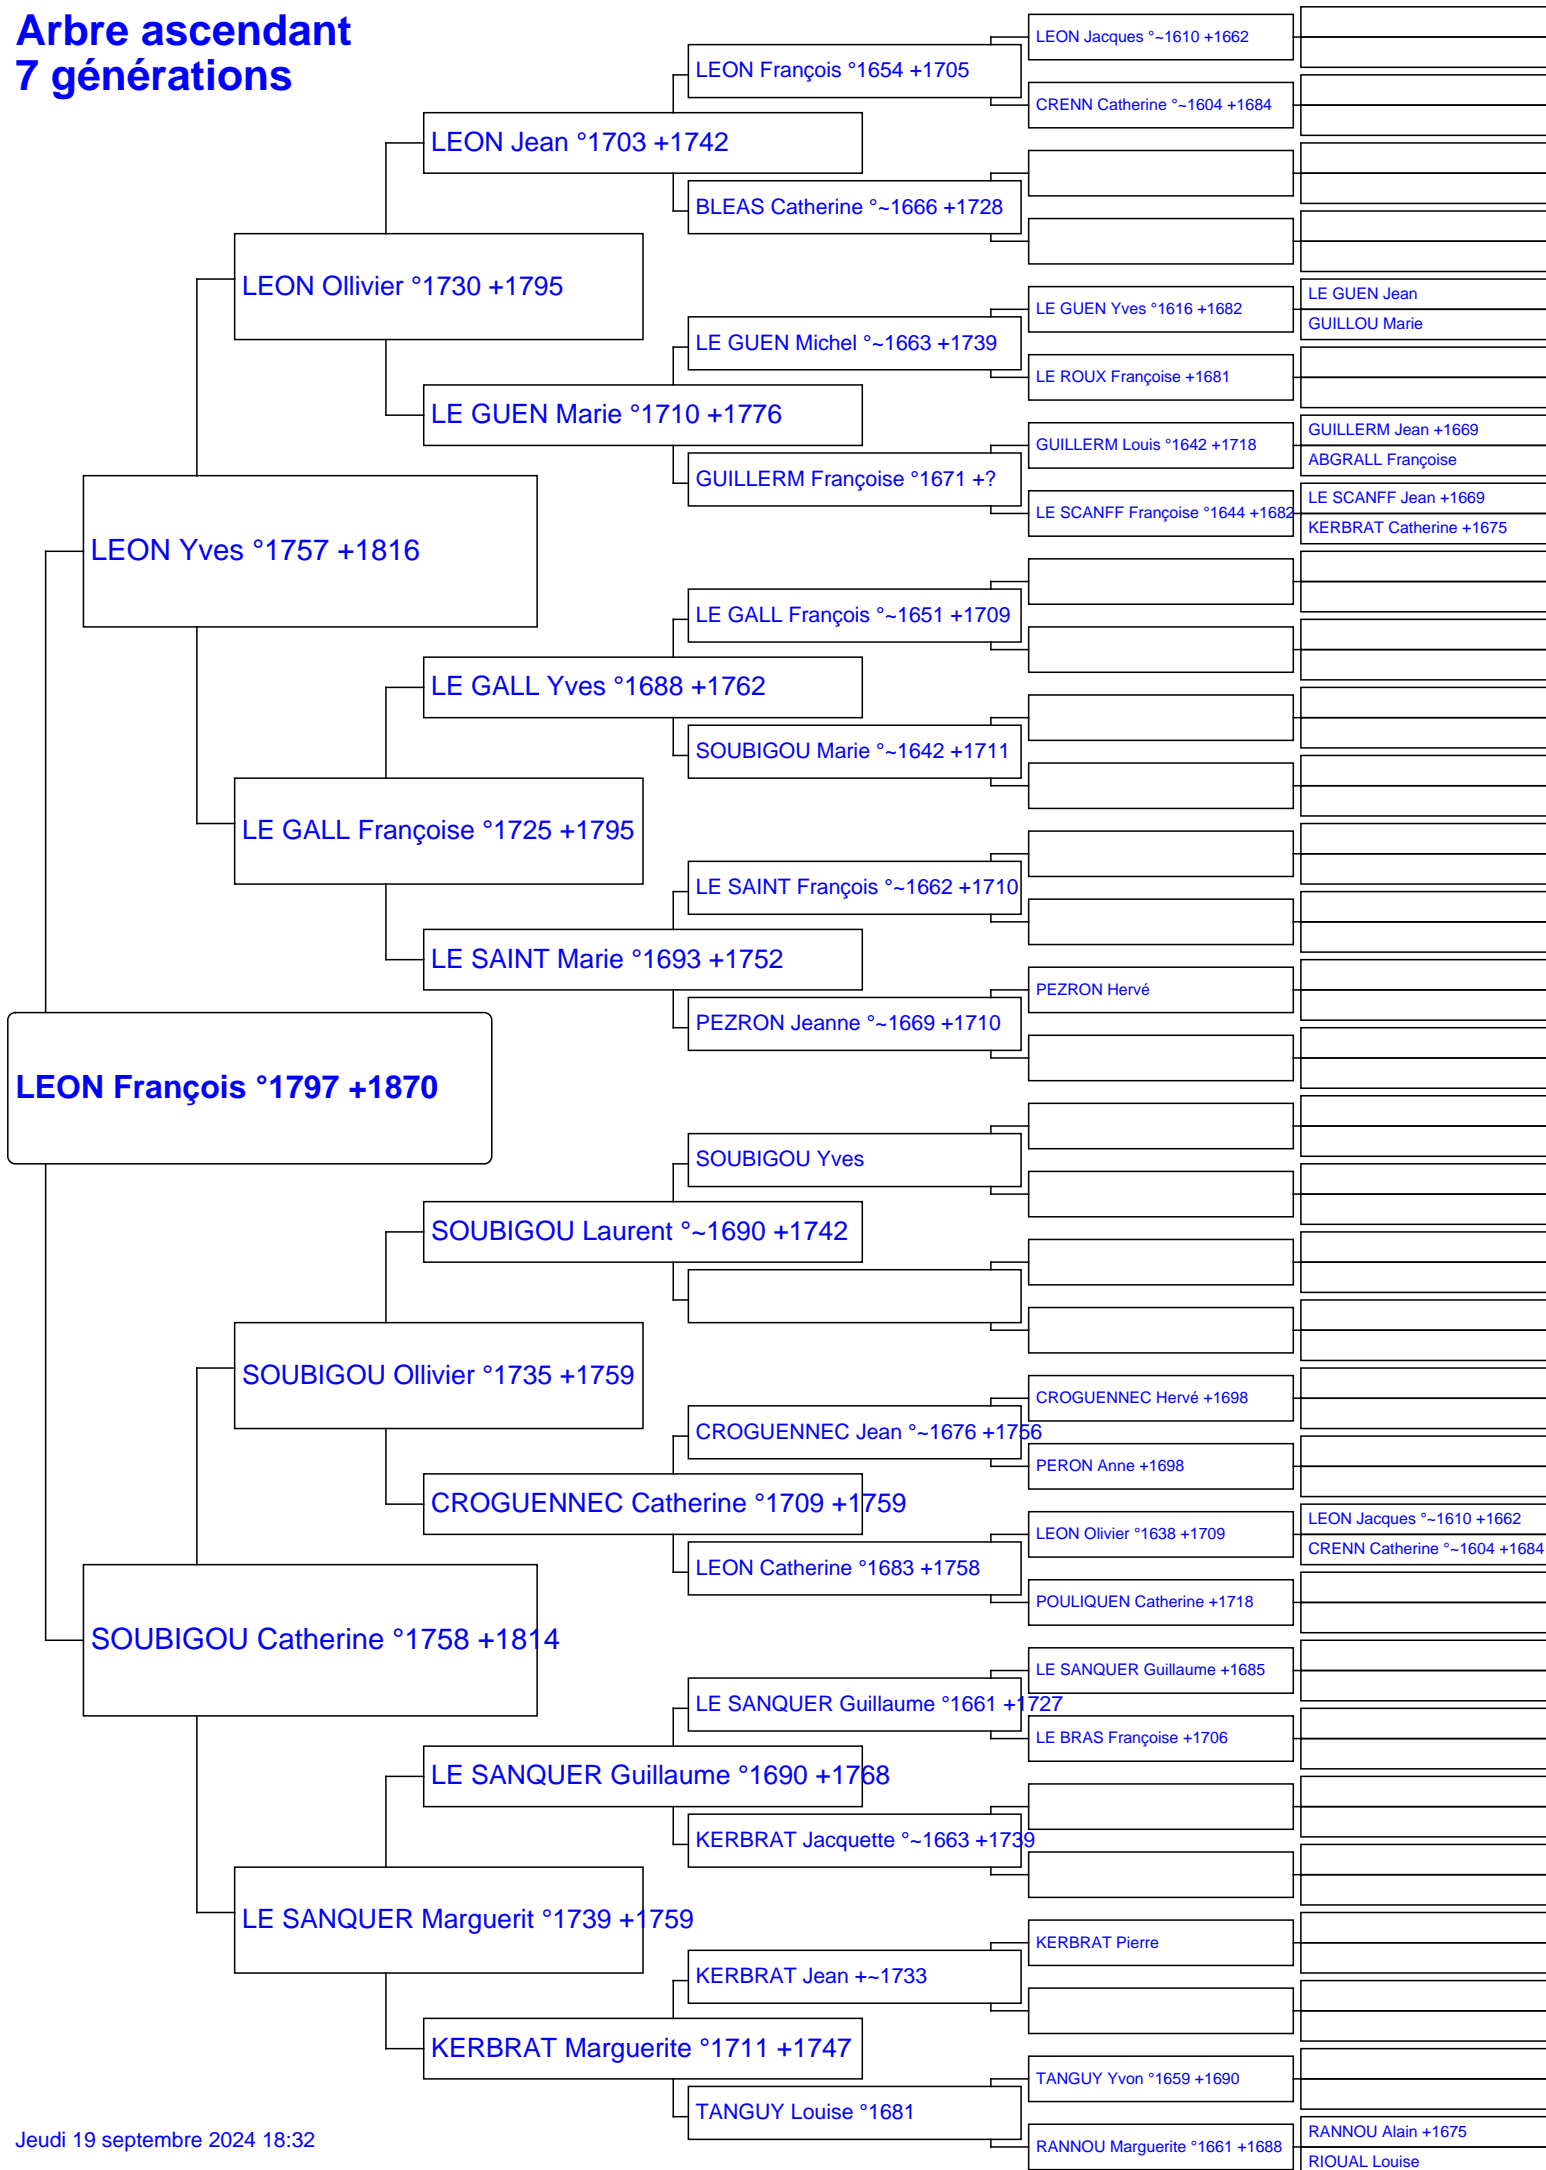 Arbre ascendant
7 générations
LEON François °1797 +1870
LEON Yves °1757 +1816
SOUBIGOU Catherine °1758 +1814
LEON Ollivier °1730 +1795
LE GALL Françoise °1725 +1795
SOUBIGOU Ollivier °1735 +1759
LE SANQUER Marguerit °1739 +1759
LEON Jean °1703 +1742
LE GUEN Marie °1710 +1776
LE GALL Yves °1688 +1762
LE SAINT Marie °1693 +1752
SOUBIGOU Laurent °~1690 +1742
CROGUENNEC Catherine °1709 +1759
LE SANQUER Guillaume °1690 +1768
KERBRAT Marguerite °1711 +1747
LEON François °1654 +1705
BLEAS Catherine °~1666 +1728
LE GUEN Michel °~1663 +1739
GUILLERM Françoise °1671 +?
LE GALL François °~1651 +1709
SOUBIGOU Marie °~1642 +1711
LE SAINT François °~1662 +1710
PEZRON Jeanne °~1669 +1710
SOUBIGOU Yves
CROGUENNEC Jean °~1676 +1756
LEON Catherine °1683 +1758
LE SANQUER Guillaume °1661 +1727
KERBRAT Jacquette °~1663 +1739
KERBRAT Jean +~1733
TANGUY Louise °1681
LEON Jacques °~1610 +1662
CRENN Catherine °~1604 +1684
LE GUEN Yves °1616 +1682
LE ROUX Françoise +1681
GUILLERM Louis °1642 +1718
LE SCANFF Françoise °1644 +1682
PEZRON Hervé
CROGUENNEC Hervé +1698
PERON Anne +1698
LEON Olivier °1638 +1709
POULIQUEN Catherine +1718
LE SANQUER Guillaume +1685
LE BRAS Françoise +1706
KERBRAT Pierre
TANGUY Yvon °1659 +1690
RANNOU Marguerite °1661 +1688
LE GUEN Jean
GUILLOU Marie
GUILLERM Jean +1669
ABGRALL Françoise
LE SCANFF Jean +1669
KERBRAT Catherine +1675
LEON Jacques °~1610 +1662
CRENN Catherine °~1604 +1684
RANNOU Alain +1675
RIOUAL Louise
Jeudi 19 septembre 2024 18:32